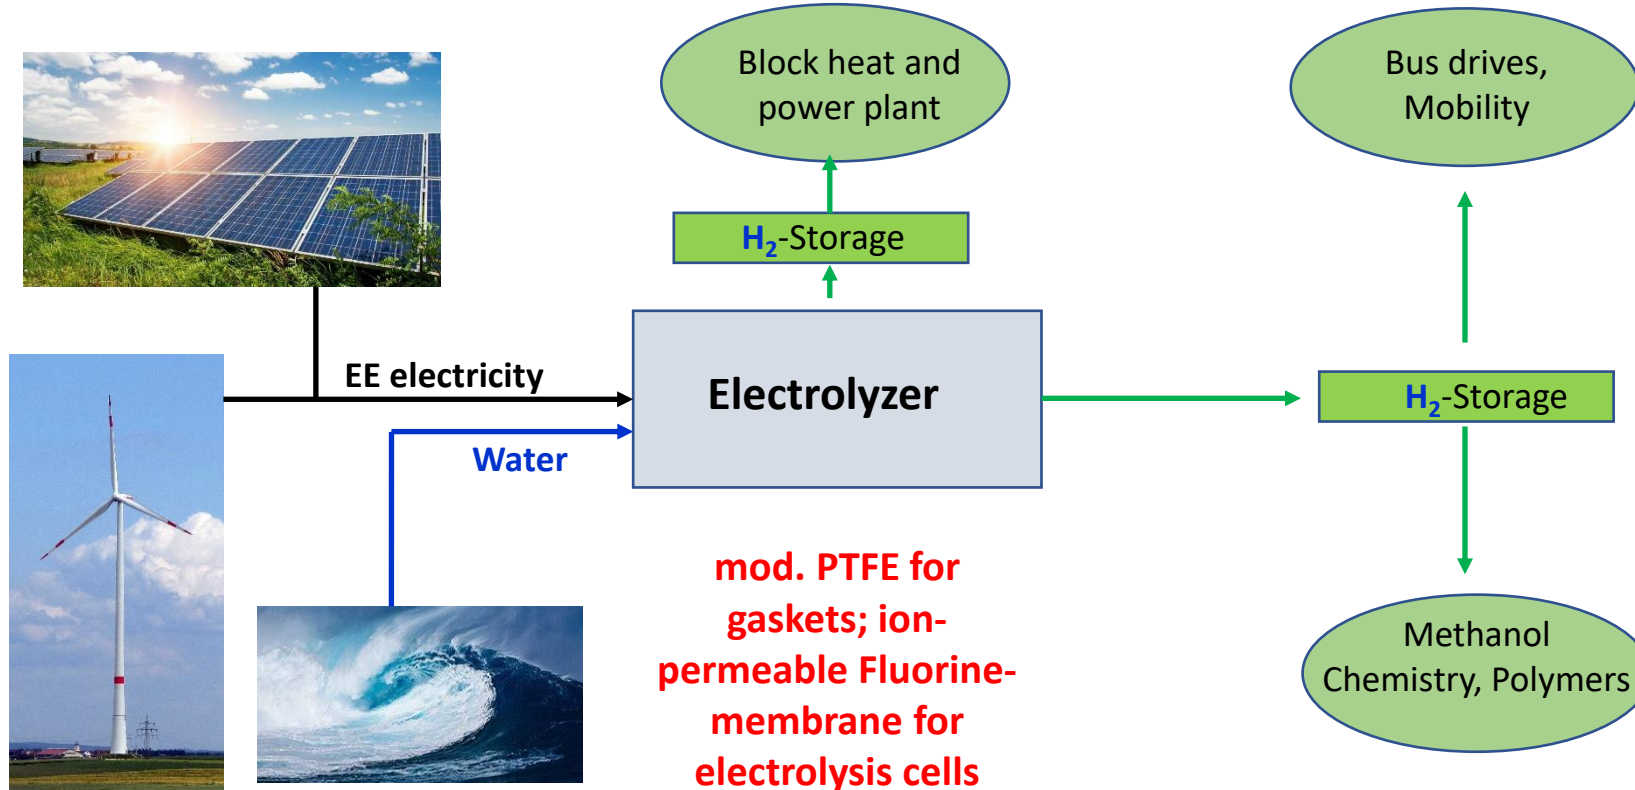 Block heat and
power plant
Bus drives,
Mobility
H₂-Storage
EE electricity
Electrolyzer
H₂-Storage
Water
mod. PTFE for
gaskets; ion-
permeable Fluorine-
membrane for
electrolysis cells
Methanol
Chemistry, Polymers